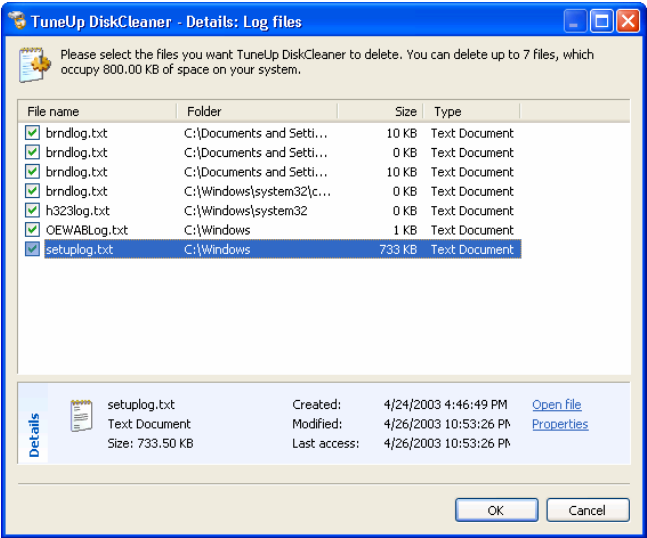 TuneUp DiskCleaner - Details: Log files
Please select the files you want TuneUp DiskCleaner to delete. You can delete up to 7 files, which
occupy 800.00 KB of space on your system.
File name Folder Size Type
brndlog.txt C:\Documents and Setti... 10 KB Text Document
brndlog.txt C:\Documents and Setti... 0 KB Text Document
brndlog.txt C:\Documents and Setti... 10 KB Text Document
brndlog.txt C:\Windows\system32\c... 0 KB Text Document
h323log.txt C:\Windows\system32 0 KB Text Document
OEWABLog.txt C:\Windows 1 KB Text Document
setuplog.txt C:\Windows 733 KB Text Document
Details
setuplog.txt Created: 4/24/2003 4:46:49 PM Open file
Text Document Modified: 4/26/2003 10:53:26 PM Properties
Size: 733.50 KB Last access: 4/26/2003 10:53:26 PM
OK Cancel